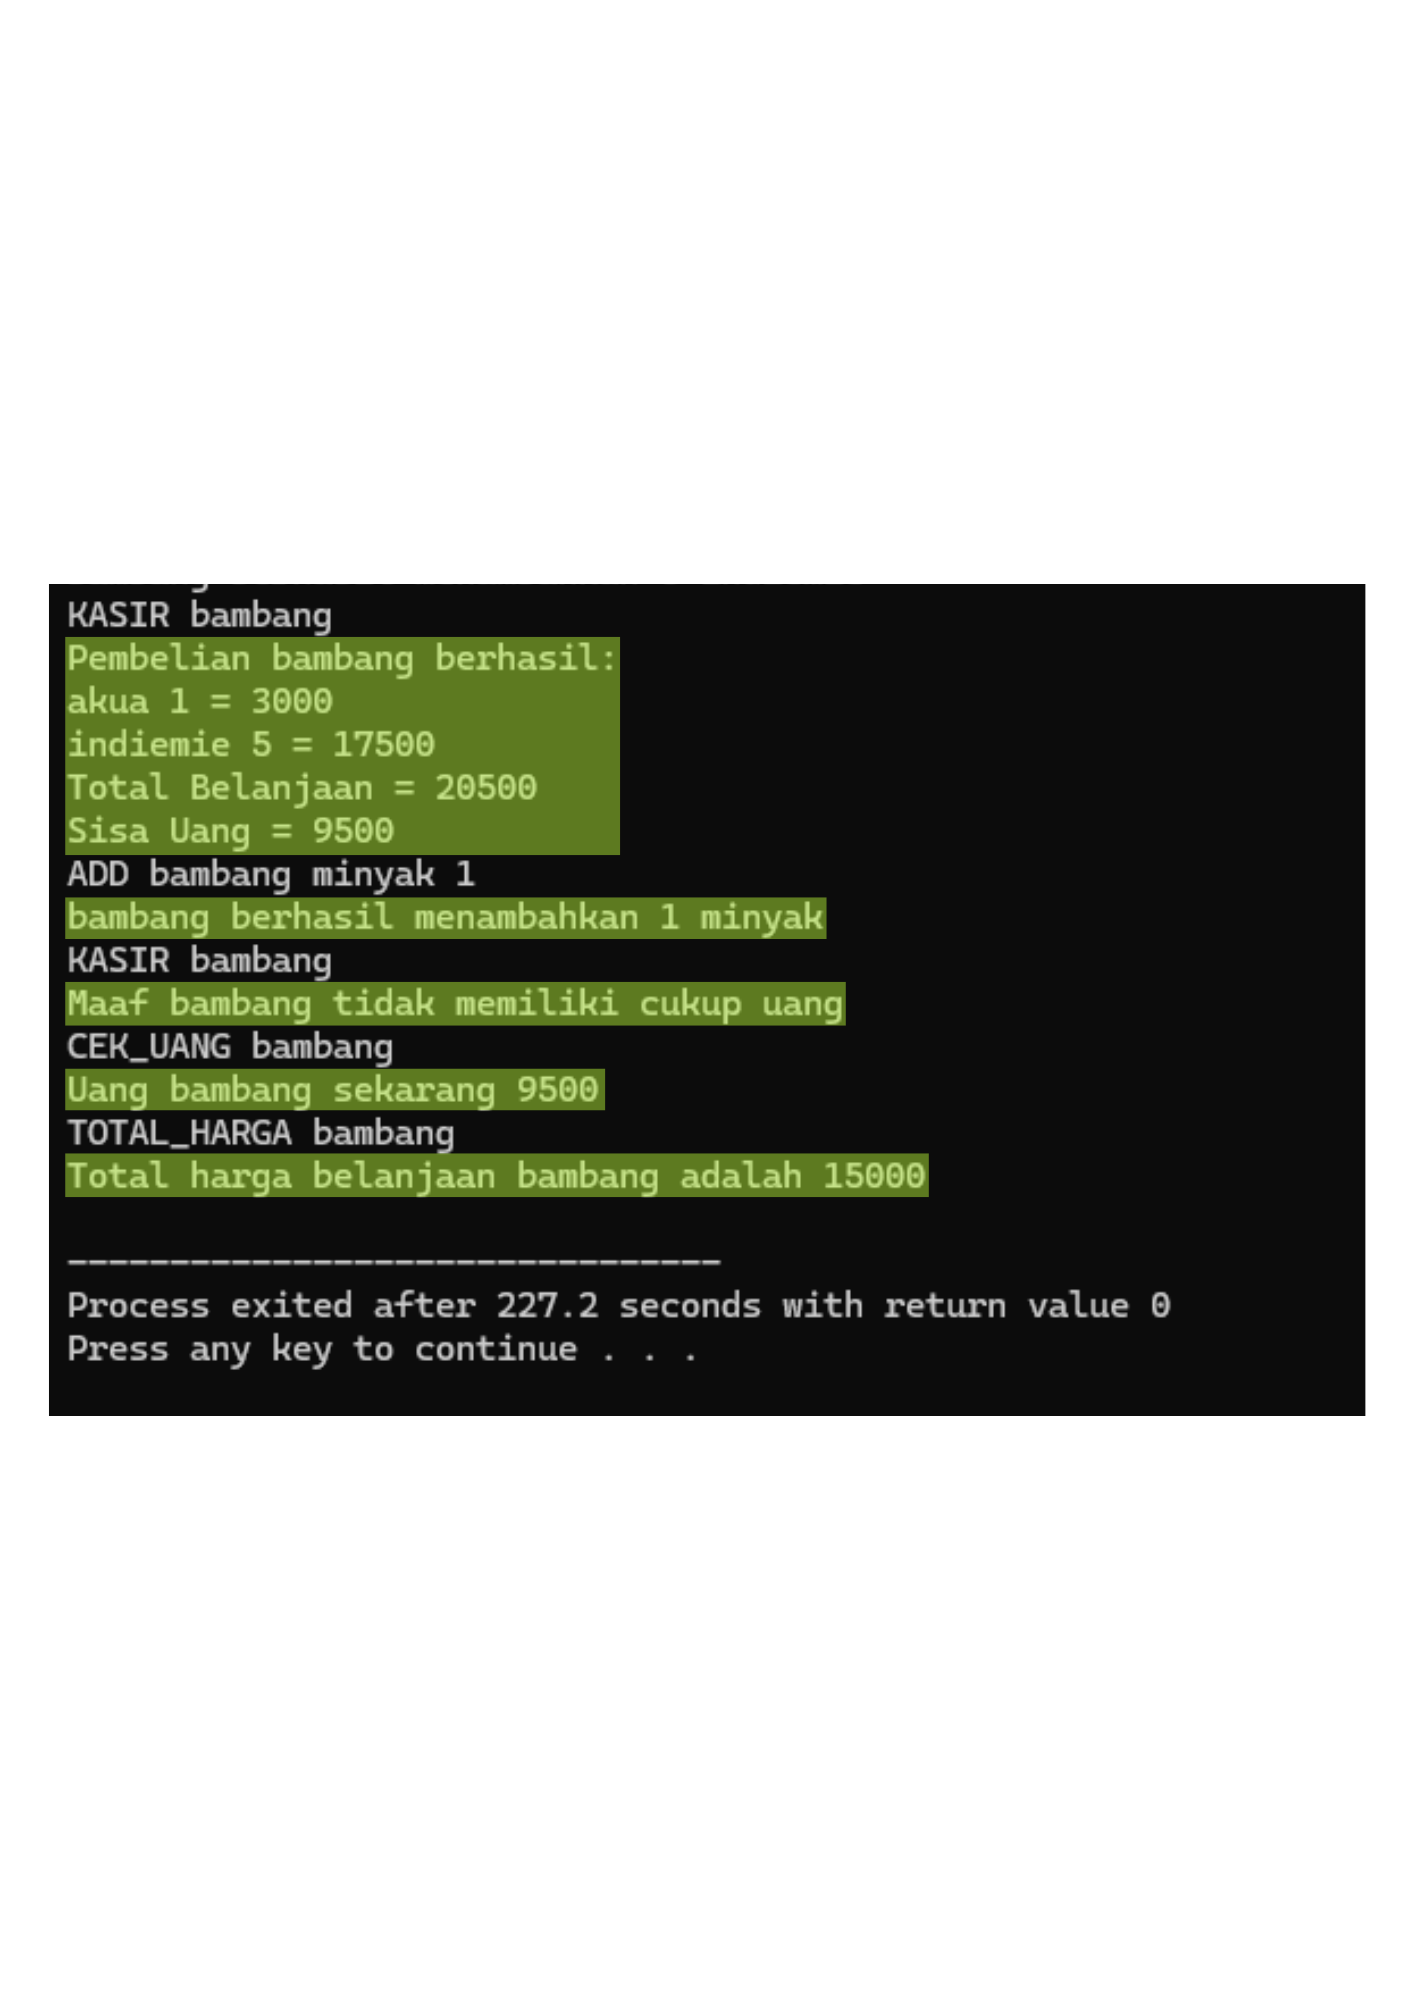 KASIR bambang
Pembelian bambang berhasil:
akua 1 = 3000
indiemie 5 = 17500
Total Belanjaan = 20500
Sisa Uang = 9500
ADD bambang minyak 1
bambang berhasil menambahkan 1 minyak
KASIR bambang
Maaf bambang tidak memiliki cukup uang
CEK_UANG bambang
Uang bambang sekarang 9500
TOTAL_HARGA bambang
Total harga belanjaan bambang adalah 15000
--------------------------------
Process exited after 227.2 seconds with return value 0
Press any key to continue . . .